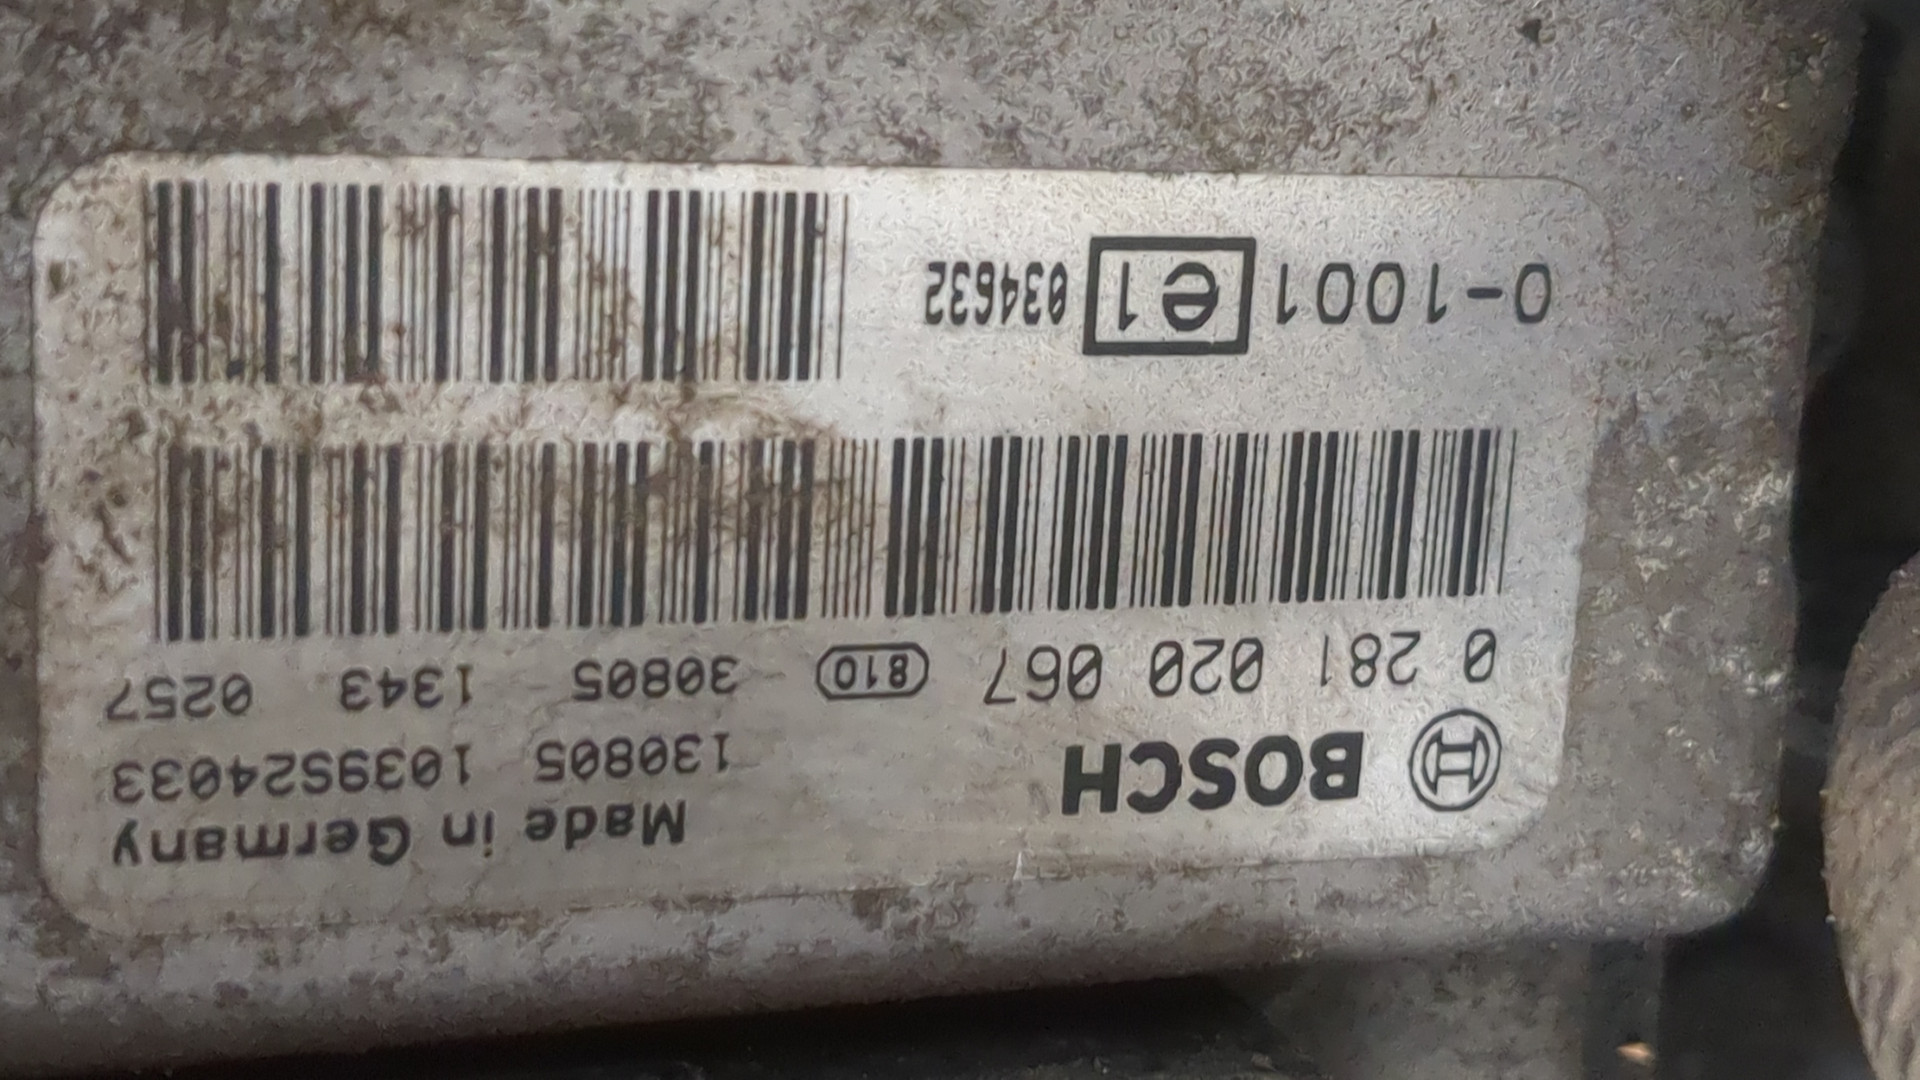 BOSCH
Made in Germany
130805 1039S24033
0 281 020 067 810 30805 1343 0257
0-1001 e1 034632